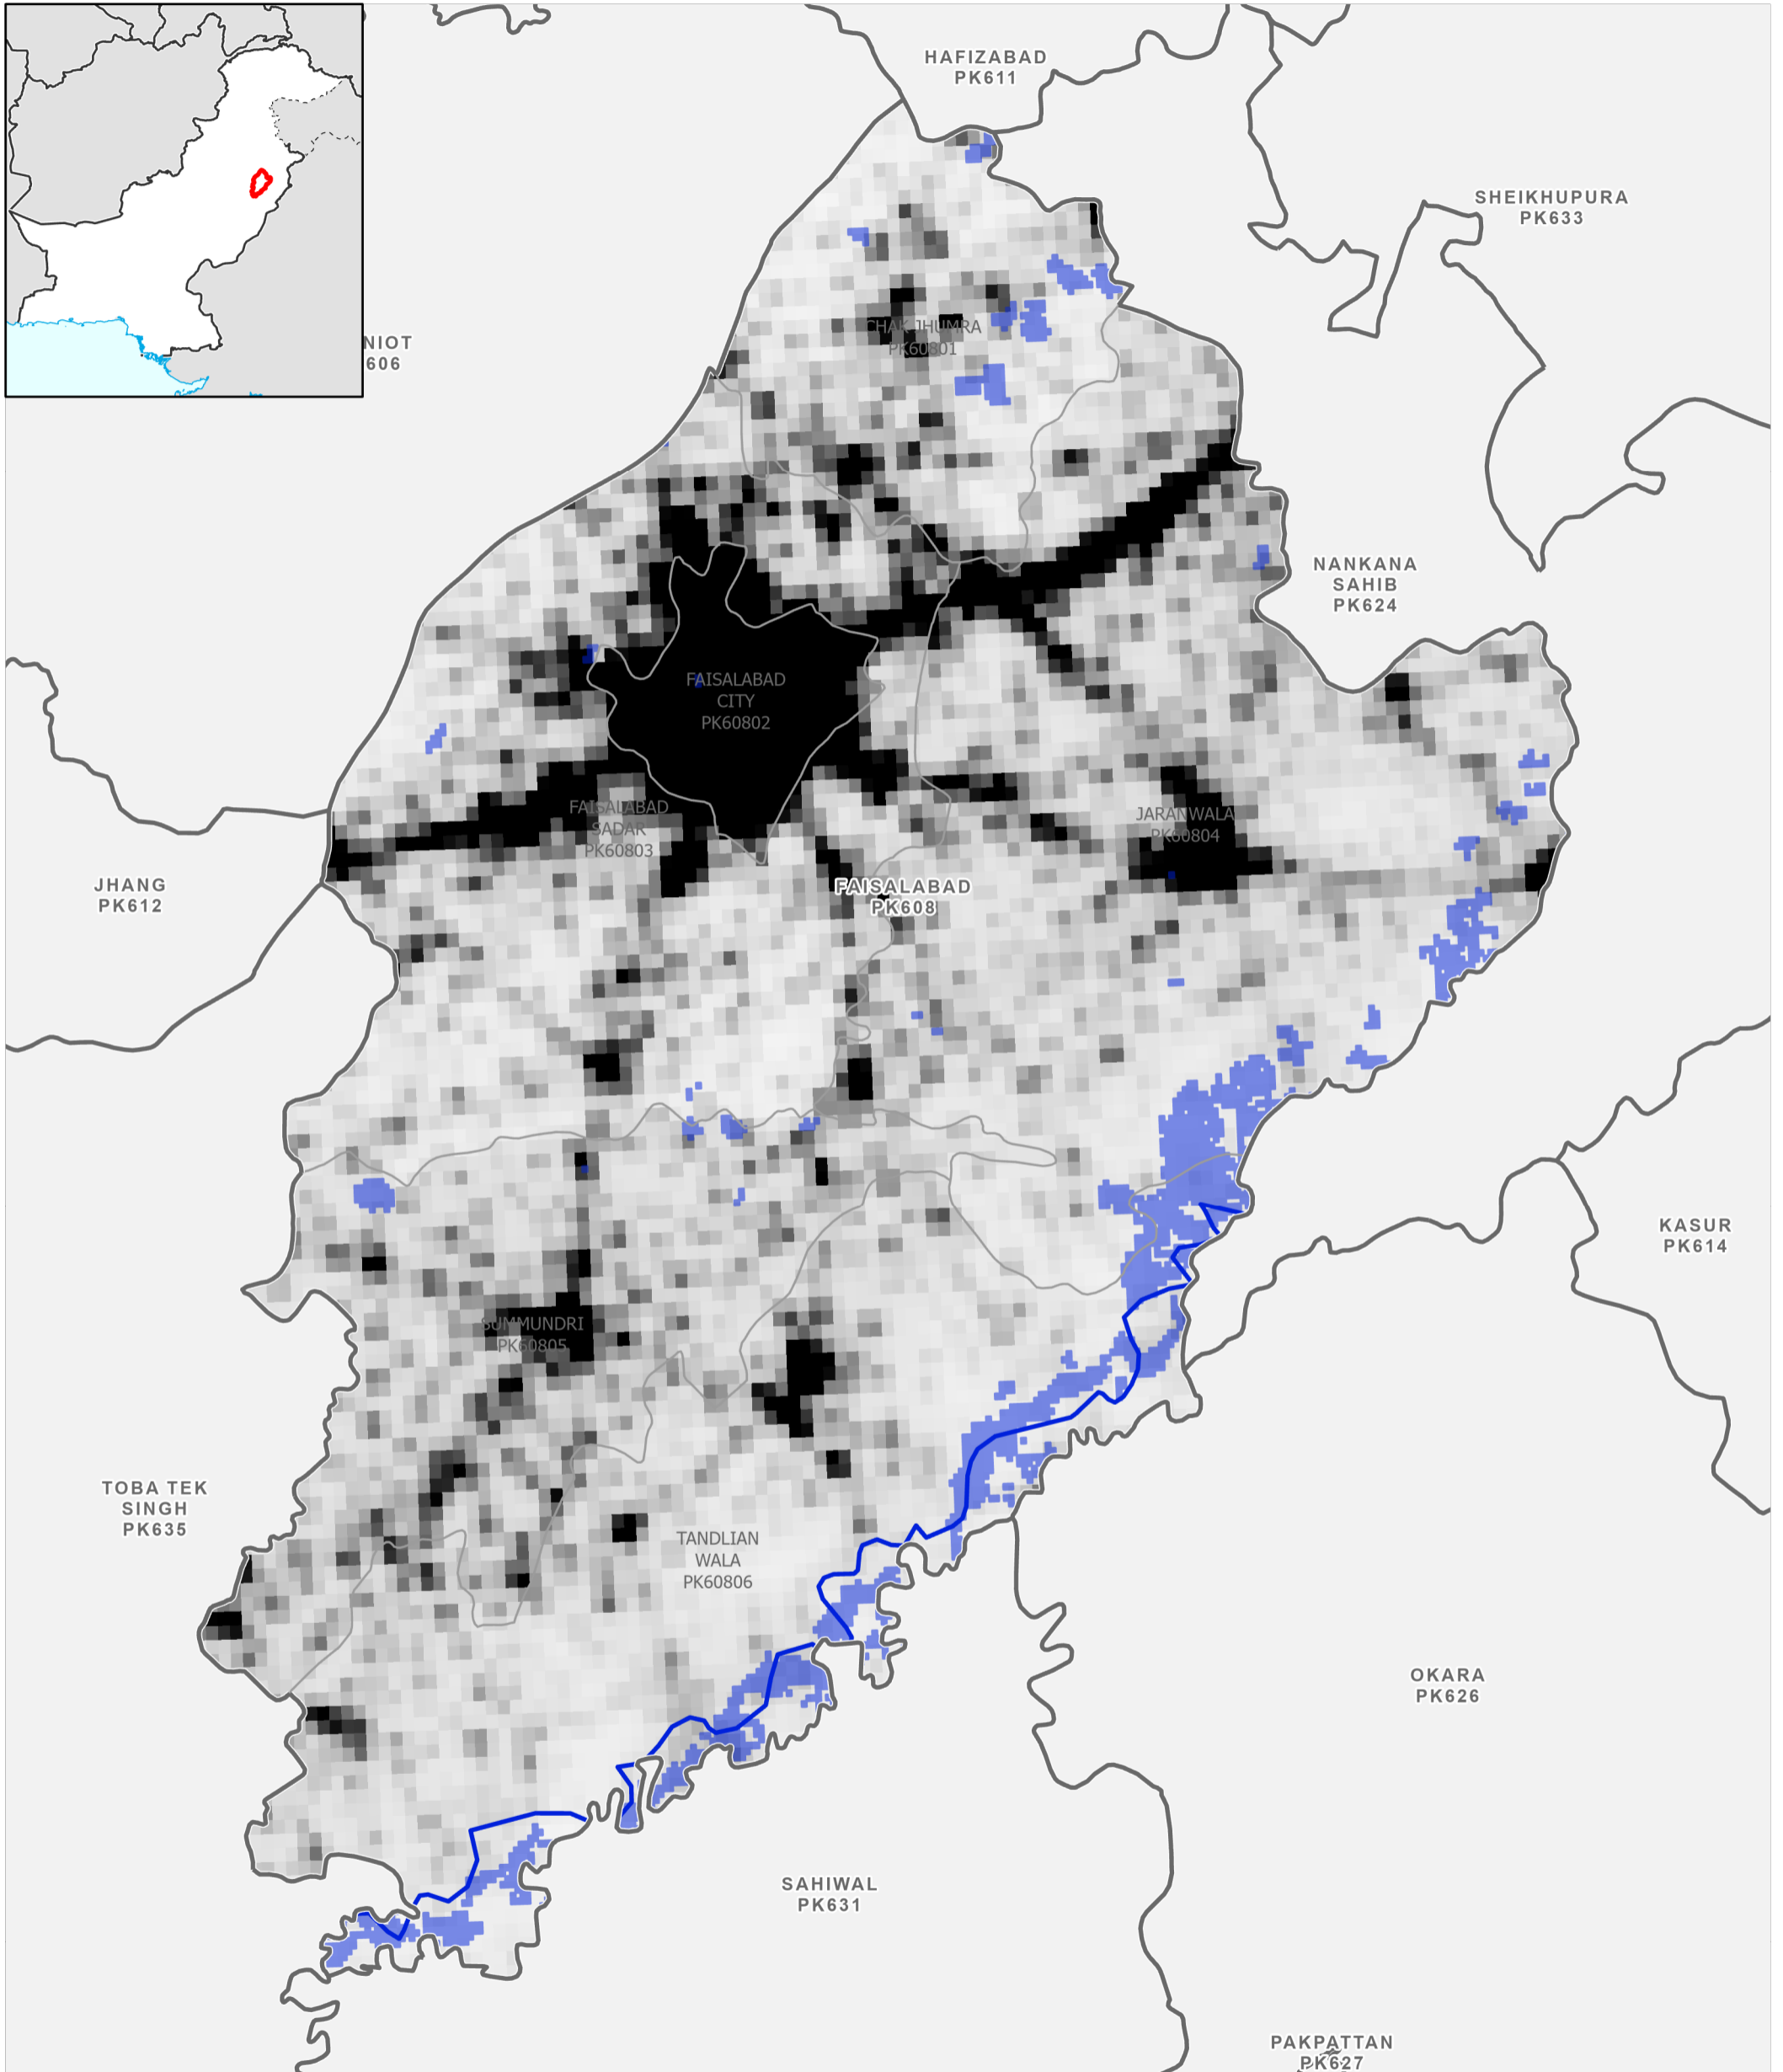 HAFIZABAD
PK611
SHEIKHUPURA
PK633
NIOT
606
CHAK JHUMRA
PK60801
NANKANA
SAHIB
PK624
FAISALABAD
CITY
PK60802
FAISALABAD
SADAR
PK60803
JARANWALA
PK60804
JHANG
PK612
FAISALABAD
PK608
KASUR
PK614
SUMMUNDRI
PK60805
TOBA TEK
SINGH
PK635
TANDLIAN
WALA
PK60806
OKARA
PK626
SAHIWAL
PK631
PAKPATTAN
PK627